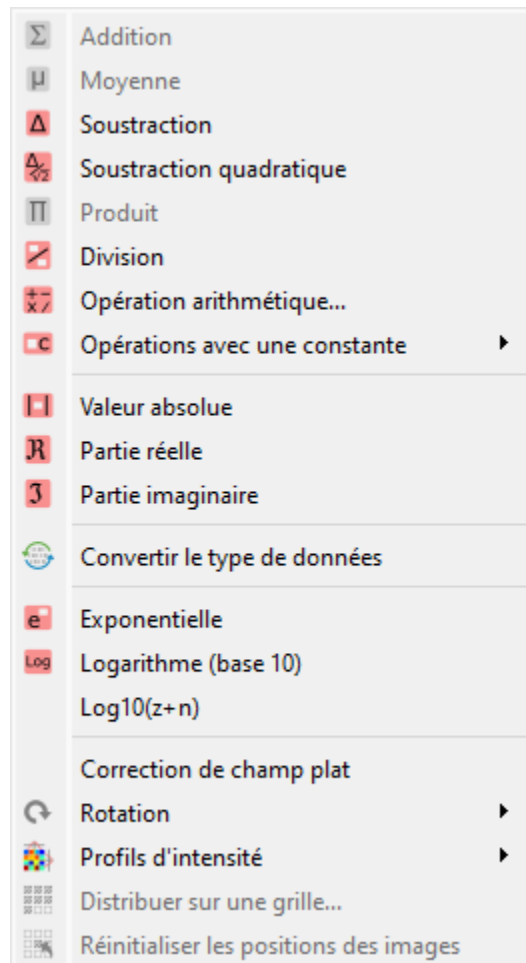 Σ Addition
μ Moyenne
Δ Soustraction
Δ/√2 Soustraction quadratique
Π Produit
Division
+ - × / Opération arithmétique...
C Opérations avec une constante
|-| Valeur absolue
ℜ Partie réelle
ℑ Partie imaginaire
Convertir le type de données
e Exponentielle
Log Logarithme (base 10)
Log10(z+n)
Correction de champ plat
Rotation
Profils d'intensité
Distribuer sur une grille...
Réinitialiser les positions des images